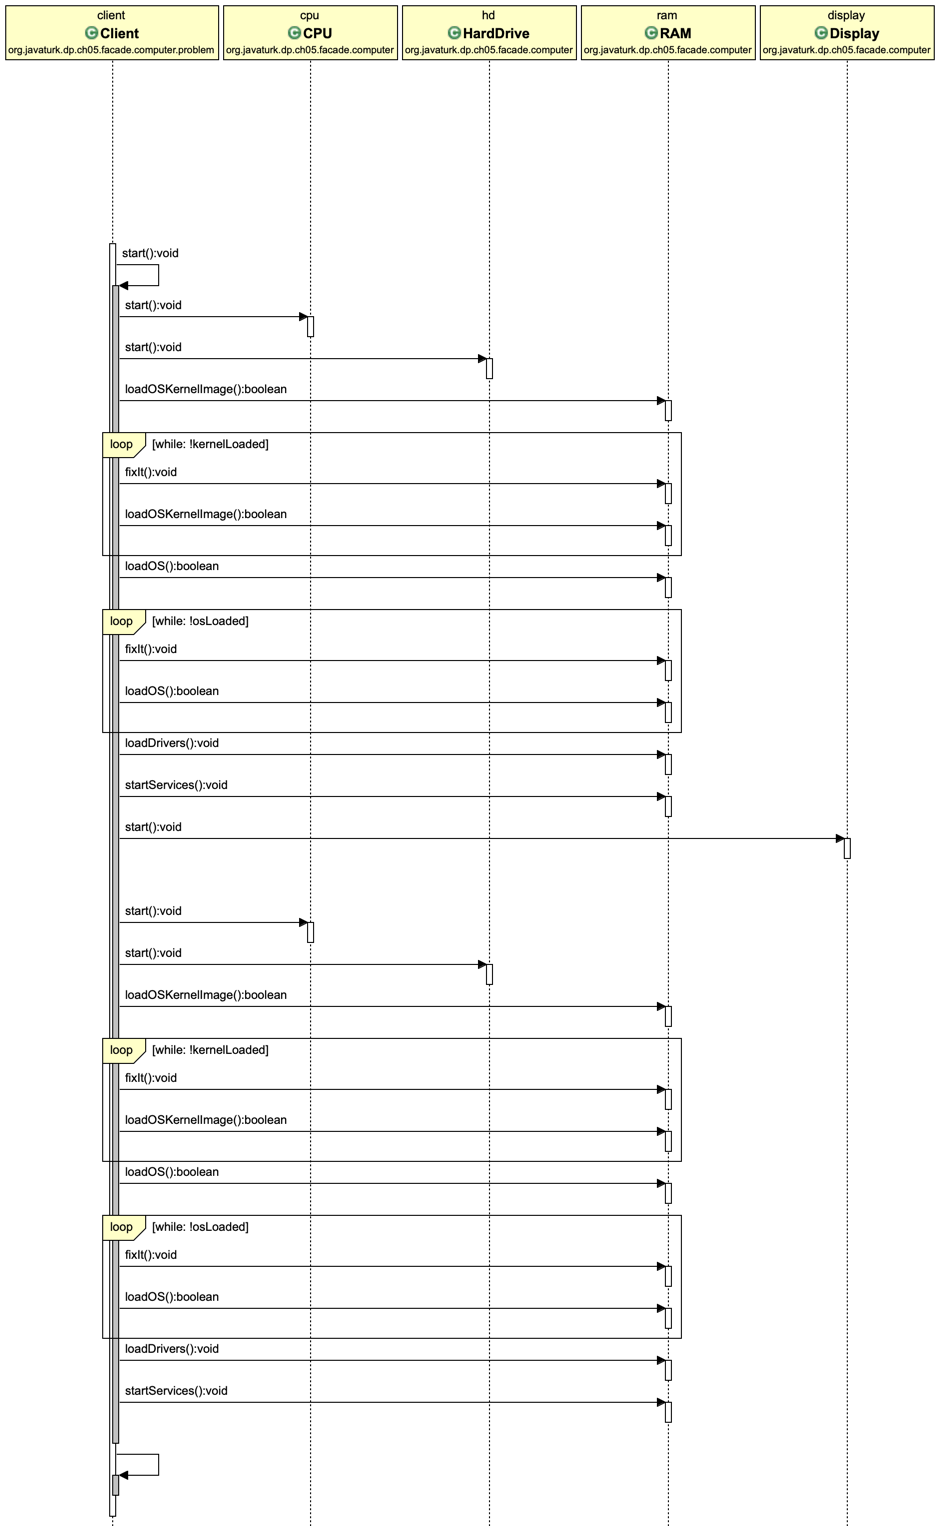 client
C Client
org.javaturk.dp.ch05.facade.computer.problem
cpu
C CPU
org.javaturk.dp.ch05.facade.computer
hd
C HardDrive
org.javaturk.dp.ch05.facade.computer
ram
C RAM
org.javaturk.dp.ch05.facade.computer
display
C Display
org.javaturk.dp.ch05.facade.computer
start():void
start():void
start():void
loadOSKernelImage():boolean
loop [while: !kernelLoaded]
fixIt():void
loadOSKernelImage():boolean
loadOS():boolean
loop [while: !osLoaded]
fixIt():void
loadOS():boolean
loadDrivers():void
startServices():void
start():void
start():void
start():void
loadOSKernelImage():boolean
loop [while: !kernelLoaded]
fixIt():void
loadOSKernelImage():boolean
loadOS():boolean
loop [while: !osLoaded]
fixIt():void
loadOS():boolean
loadDrivers():void
startServices():void